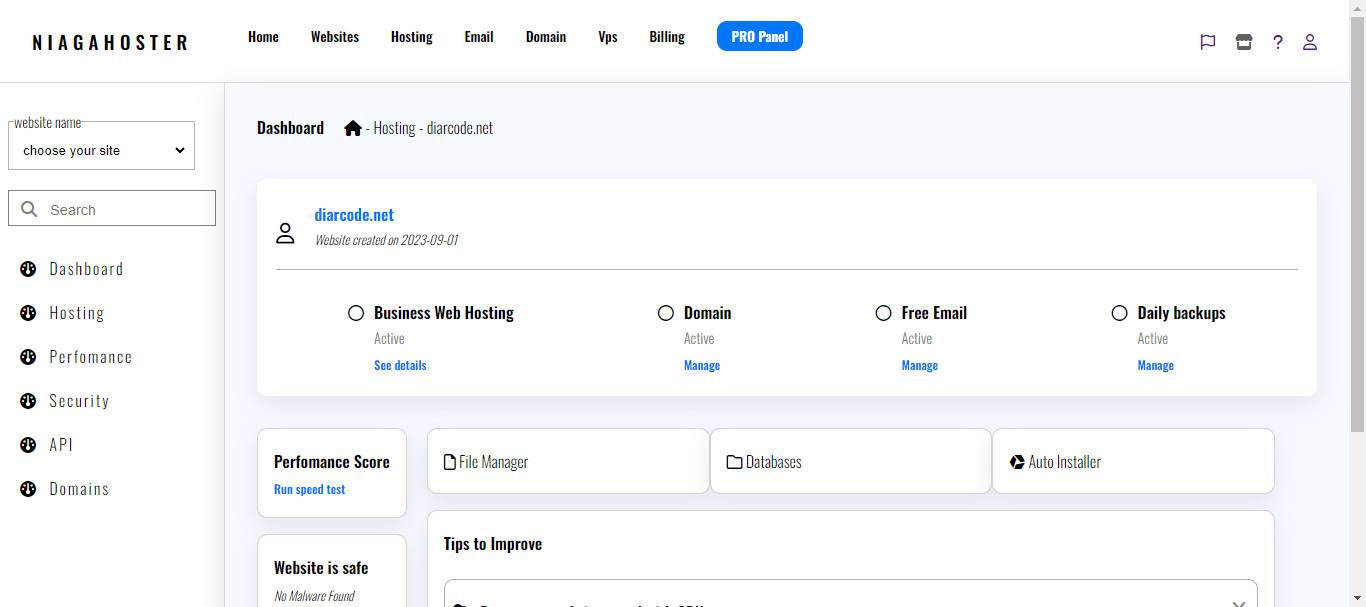 NIAGAHOSTER
Home Websites Hosting Email Domain Vps Billing PRO Panel
?
website name
choose your site
Search
Dashboard
Hosting
Perfomance
Security
API
Domains
Dashboard - Hosting - diarcode.net
diarcode.net
Website created on 2023-09-01
Business Web Hosting
Active
See details
Domain
Active
Manage
Free Email
Active
Manage
Daily backups
Active
Manage
Perfomance Score
Run speed test
Website is safe
No Malware Found
File Manager
Databases
Auto Installer
Tips to Improve